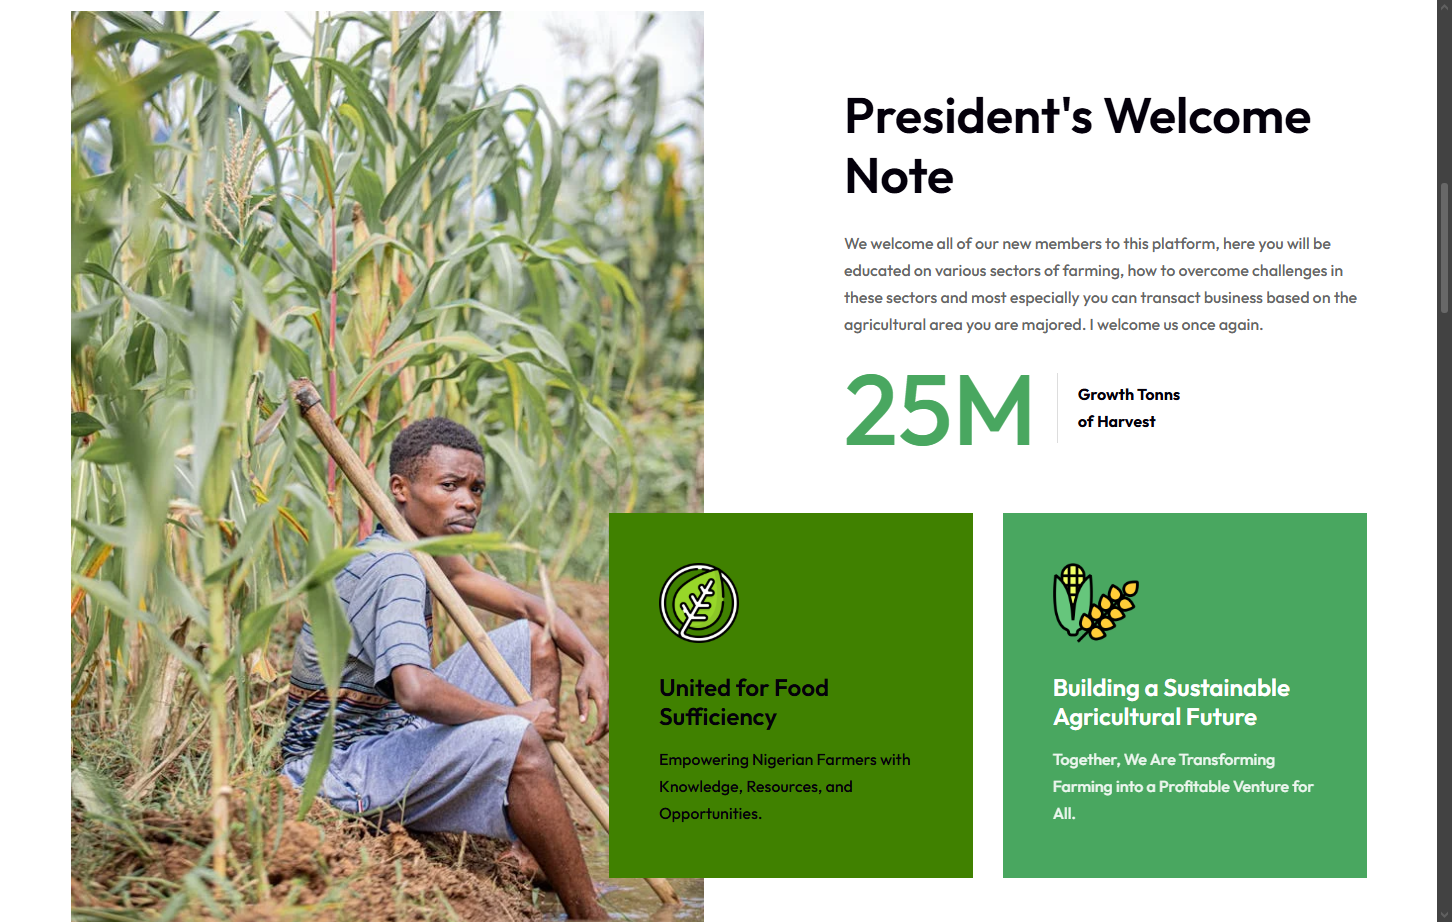 President's Welcome
Note
We welcome all of our new members to this platform, here you will be
educated on various sectors of farming, how to overcome challenges in
these sectors and most especially you can transact business based on the
agricultural area you are majored. I welcome us once again.
25M
Growth Tonns
of Harvest
United for Food
Sufficiency
Empowering Nigerian Farmers with
Knowledge, Resources, and
Opportunities.
Building a Sustainable
Agricultural Future
Together, We Are Transforming
Farming into a Profitable Venture for
All.